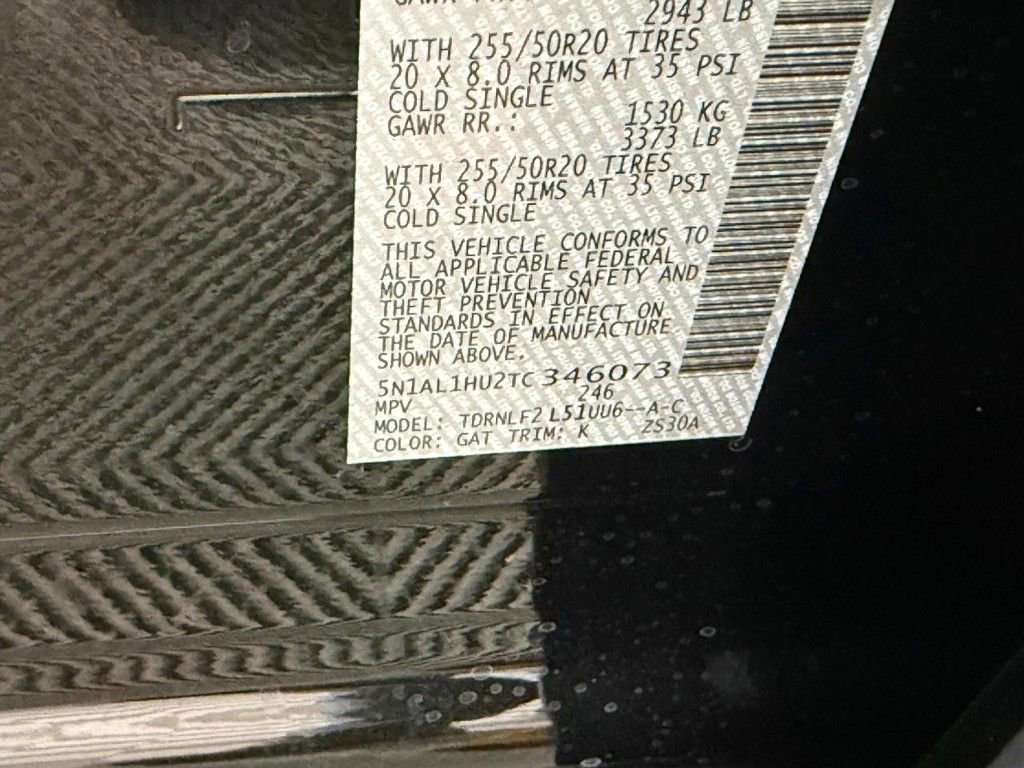 2943 LB
WITH 255/50R20 TIRES
20 X 8.0 RIMS AT 35 PSI
COLD SINGLE
GAWR RR.: 1530 KG
3373 LB
WITH 255/50R20 TIRES
20 X 8.0 RIMS AT 35 PSI
COLD SINGLE
THIS VEHICLE CONFORMS TO
ALL APPLICABLE FEDERAL
MOTOR VEHICLE SAFETY AND
THEFT PREVENTION
STANDARDS IN EFFECT ON
THE DATE OF MANUFACTURE
SHOWN ABOVE.
5N1AL1HU2TC346073
MPV 246
MODEL: TDRNLF2 L51UU6--A-C
COLOR: GAT TRIM: K ZS30A